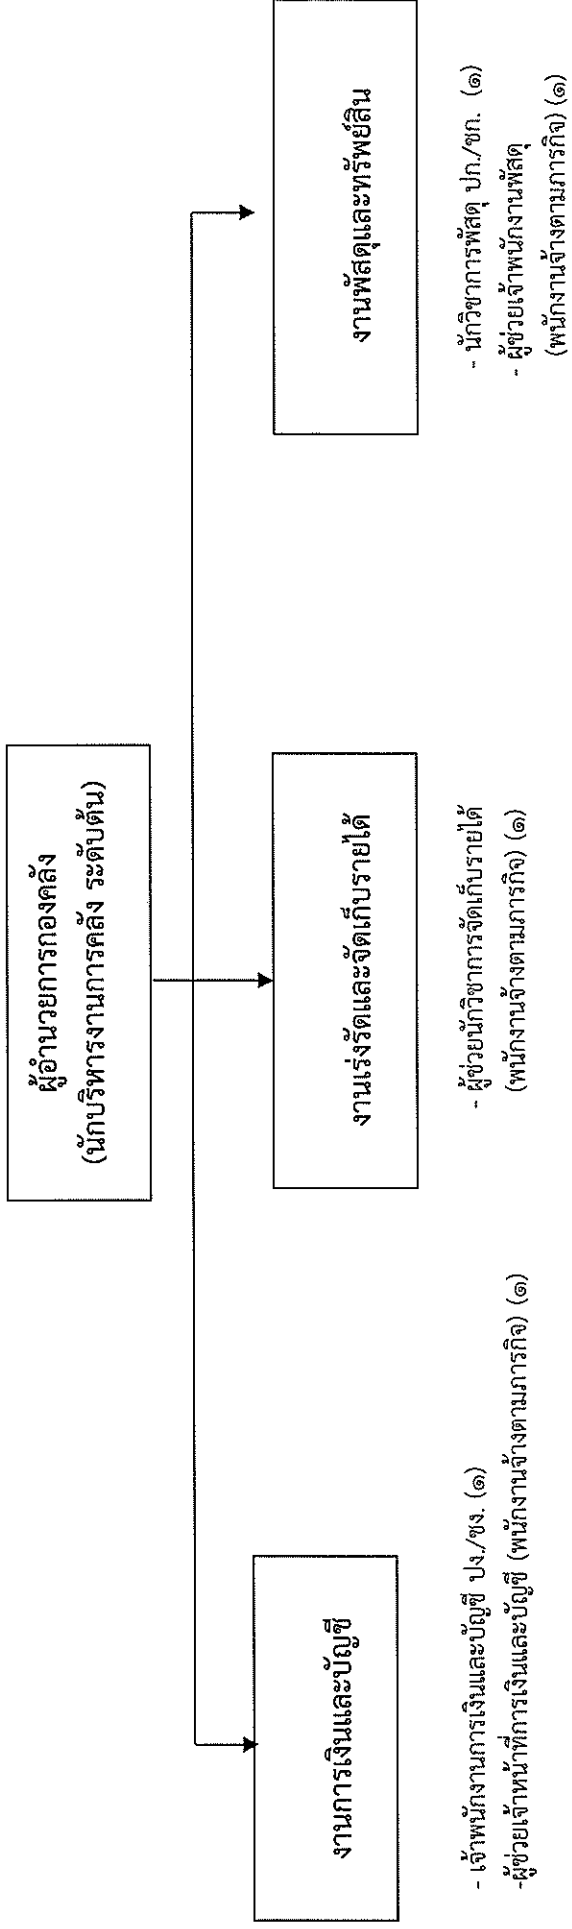 ผู้อำนวยการกองคลัง
(นักบริหารงานการคลัง ระดับต้น)
งานการเงินและบัญชี
- เจ้าพนักงานการเงินและบัญชี ปง./ชง. (๑)
-ผู้ช่วยเจ้าหน้าที่การเงินและบัญชี (พนักงานจ้างตามภารกิจ) (๑)
งานเร่งรัดและจัดเก็บรายได้
- ผู้ช่วยนักวิชาการจัดเก็บรายได้
(พนักงานจ้างตามภารกิจ) (๑)
งานพัสดุและทรัพย์สิน
- นักวิชาการพัสดุ ปก./ชก. (๑)
- ผู้ช่วยเจ้าพนักงานพัสดุ
(พนักงานจ้างตามภารกิจ) (๑)